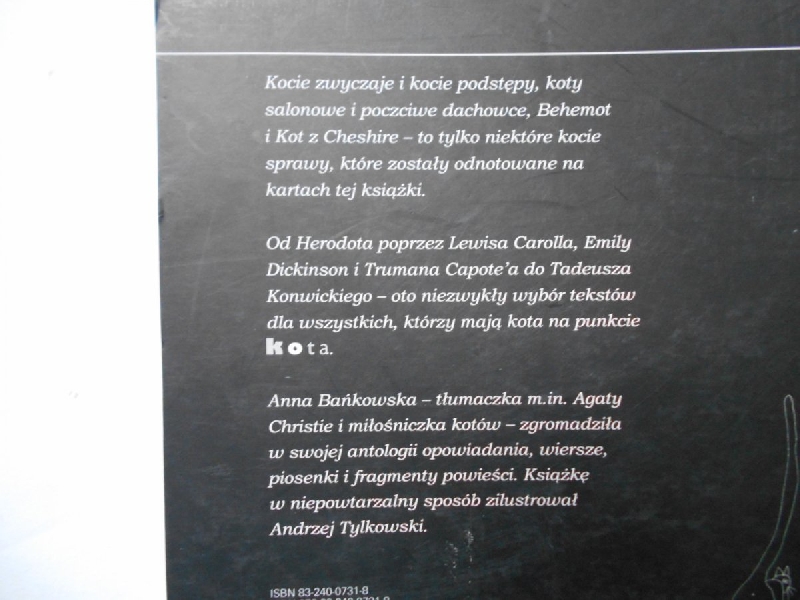 Kocie zwyczaje i kocie podstępy, koty
salonowe i poczciwe dachowce, Behemot
i Kot z Cheshire – to tylko niektóre kocie
sprawy, które zostały odnotowane na
kartach tej książki.
Od Herodota poprzez Lewisa Carolla, Emily
Dickinson i Trumana Capote'a do Tadeusza
Konwickiego – oto niezwykły wybór tekstów
dla wszystkich, którzy mają kota na punkcie
kota.
Anna Bańkowska – tłumaczka m.in. Agaty
Christie i miłośniczka kotów – zgromadziła
w swojej antologii opowiadania, wiersze,
piosenki i fragmenty powieści. Książkę
w niepowtarzalny sposób zilustrował
Andrzej Tylkowski.
ISBN 83-240-0731-8